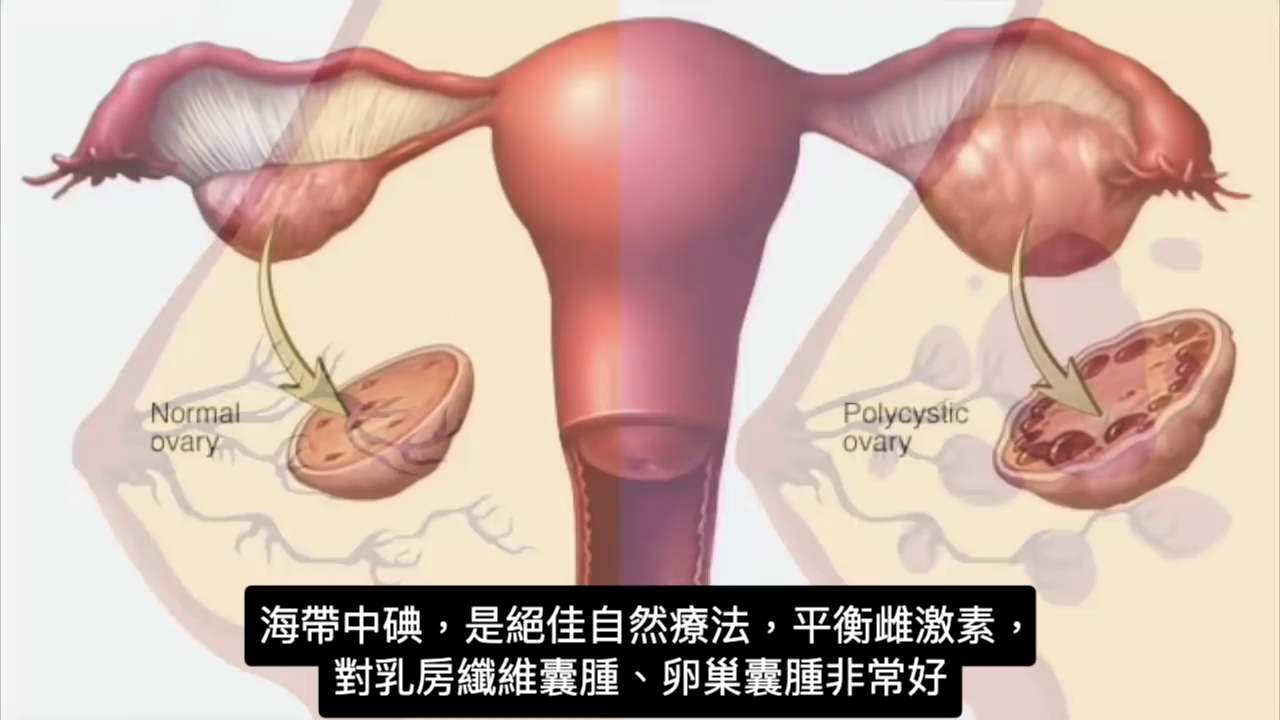 Normal
ovary
Polycystic
ovary
海帶中碘，是絕佳自然療法，平衡雌激素，
對乳房纖維囊腫、卵巢囊腫非常好